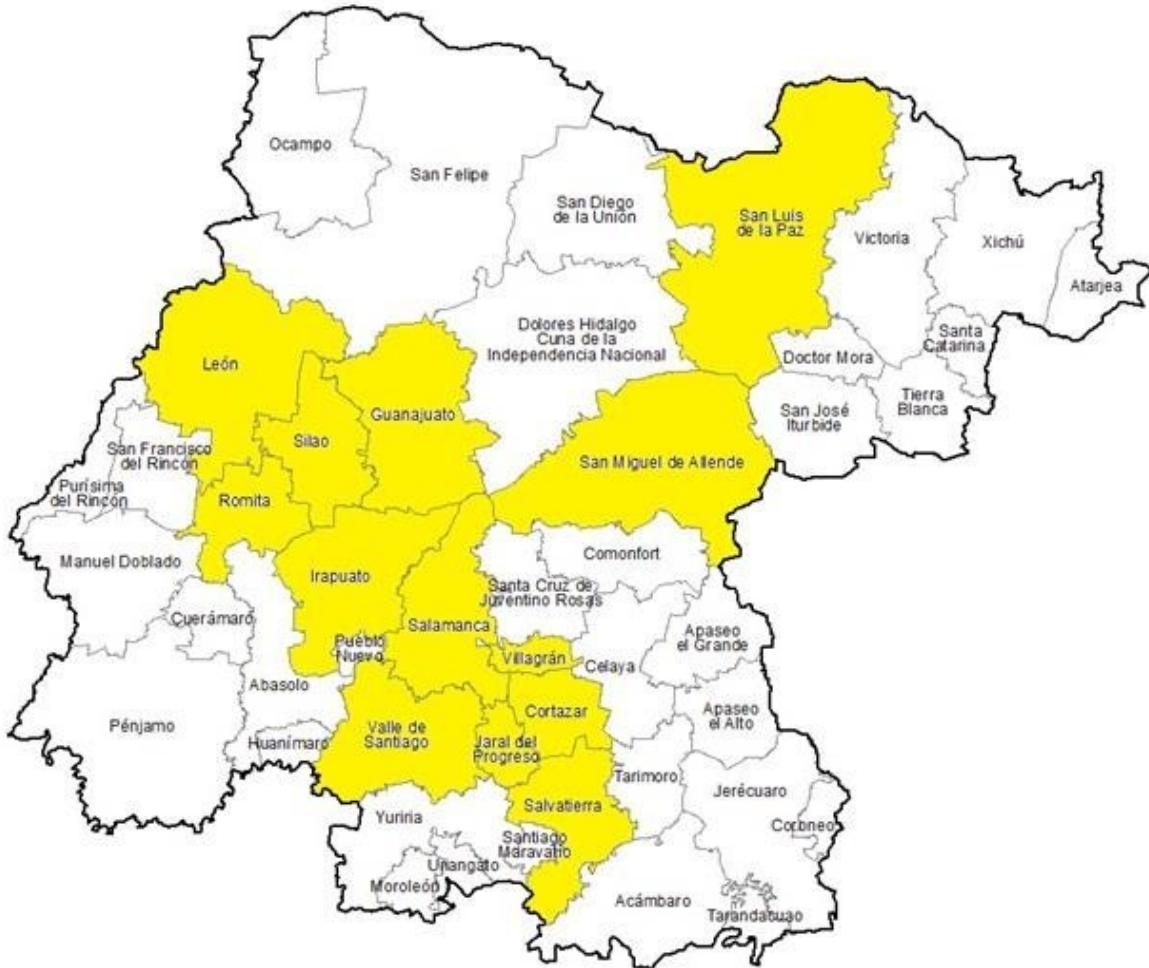 Ocampo
San Felipe
San Diego
de la Unión
San Luis
de la Paz
Victoria
Xichú
Atarjea
Dolores Hidalgo
Cuna de la
Independencia Nacional
Doctor Mora
Santa
Catarina
León
Guanajuato
Silao
San José
Iturbide
Tierra
Blanca
San Francisco
del Rincón
Purísima
del Rincón
Romita
San Miguel de Allende
Manuel Doblado
Irapuato
Comonfort
Santa Cruz de
Juventino Rosas
Cuerámaro
Salamanca
Pueblo
Nuevo
Villagrán
Celaya
Apaseo
el Grande
Abasolo
Pénjamo
Huanímaro
Valle de
Santiago
Jaral del
Progreso
Cortazar
Apaseo
el Alto
Tarimoro
Jerécuaro
Salvatierra
Coroneo
Yuriria
Santiago
Maravatío
Uriangato
Moroleón
Acámbaro
Tarandacuao